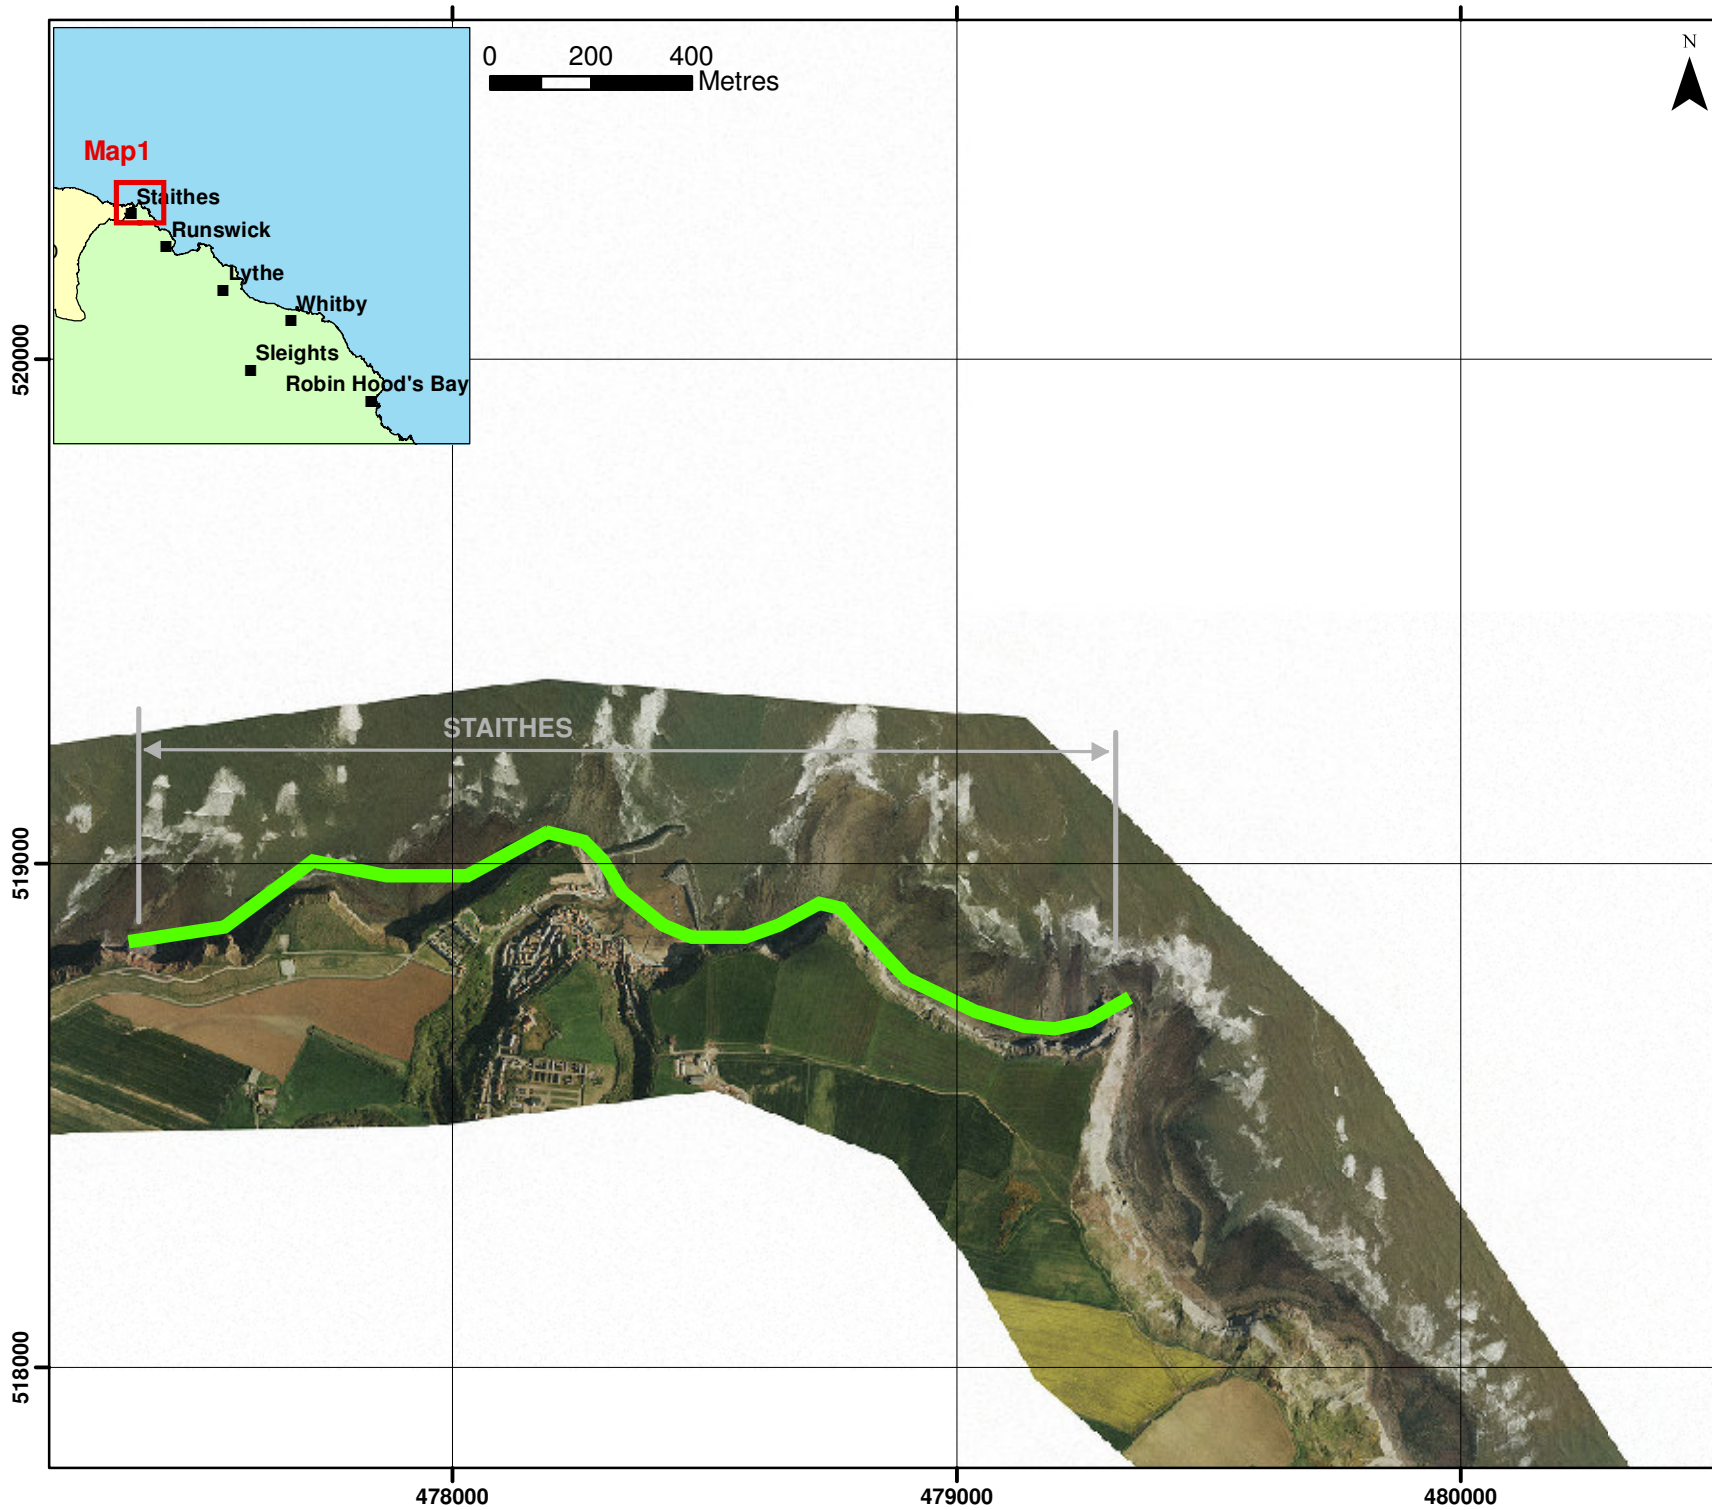 0 200 400
Metres
N
Map1
Staithes
Runswick
Lythe
Whitby
Sleights
Robin Hood's Bay
520000
STAITHES
519000
518000
478000 479000 480000